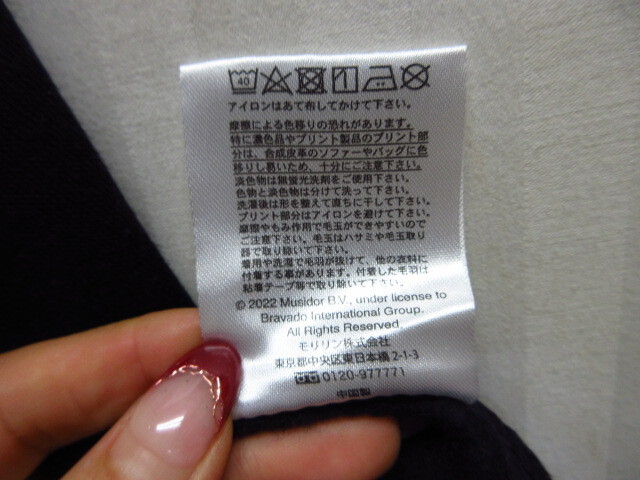 40
アイロンはあて布してかけて下さい。
摩擦による色移りの恐れがあります。
特に濃色品やプリント製品のプリント部
分は、合成皮革のソファーやバッグに色
移りし易いため、十分にご注意下さい。
淡色物は無蛍光洗剤をご使用下さい。
色物と淡色物は分けて洗って下さい。
洗濯後は形を整えて直ちに干して下さい。
プリント部分はアイロンを避けて下さい。
摩擦やもみ作用で毛玉ができやすいので
ご注意下さい。毛玉はハサミや毛玉取り
器で取り除いて下さい。
着用や洗濯で毛羽が抜けて、他の衣料に
付着する事があります。付着した毛羽は
粘着テープ等で取り除いて下さい。
© 2022 Musidor B.V., under license to
Bravado International Group.
All Rights Reserved.
モリリン株式会社
東京都中央区東日本橋2-1-3
0120-977771
中国製